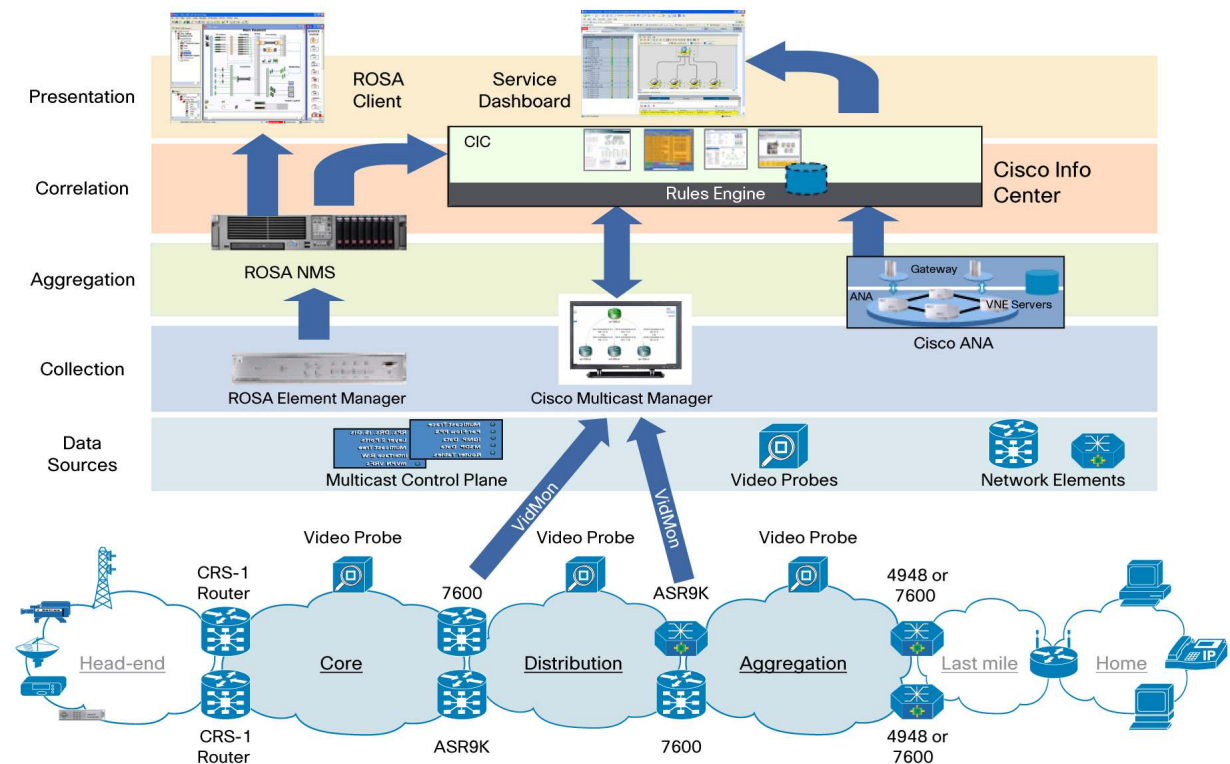 Presentation
ROSA
Client
Service
Dashboard
CIC
Correlation
Rules Engine
Cisco Info
Center
Aggregation
ROSA NMS
Gateway
ANA
VNE Servers
Cisco ANA
Collection
ROSA Element Manager
Cisco Multicast Manager
Data
Sources
Multicast Control Plane
Video Probes
Network Elements
VidMon
VidMon
Video Probe
Video Probe
Video Probe
CRS-1
Router
7600
ASR9K
4948 or
7600
Head-end
Core
Distribution
Aggregation
Last mile
Home
IP
CRS-1
Router
ASR9K
7600
4948 or
7600